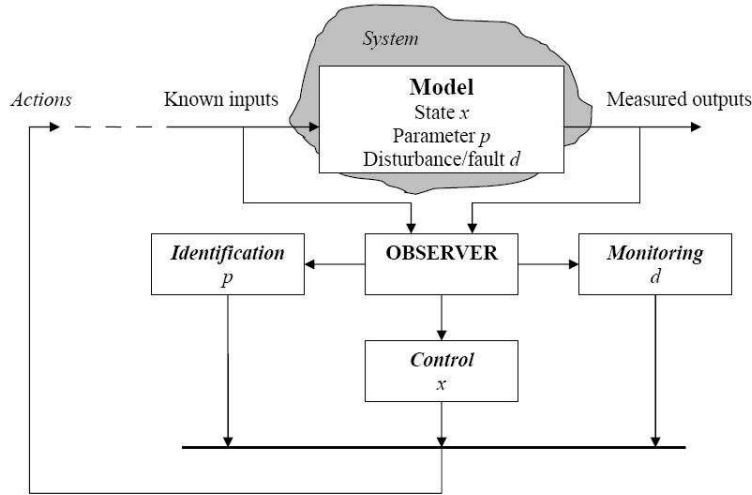 System
Model
State x
Parameter p
Disturbance/fault d
Actions
Known inputs
Measured outputs
Identification
p
OBSERVER
Monitoring
d
Control
x